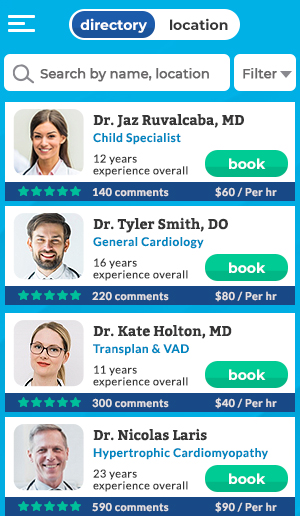 directory location
Search by name, location Filter
Dr. Jaz Ruvalcaba, MD
Child Specialist
12 years
experience overall
book
140 comments $60 / Per hr
Dr. Tyler Smith, DO
General Cardiology
16 years
experience overall
book
220 comments $80 / Per hr
Dr. Kate Holton, MD
Transplan & VAD
11 years
experience overall
book
300 comments $40 / Per hr
Dr. Nicolas Laris
Hypertrophic Cardiomyopathy
23 years
experience overall
book
590 comments $90 / Per hr